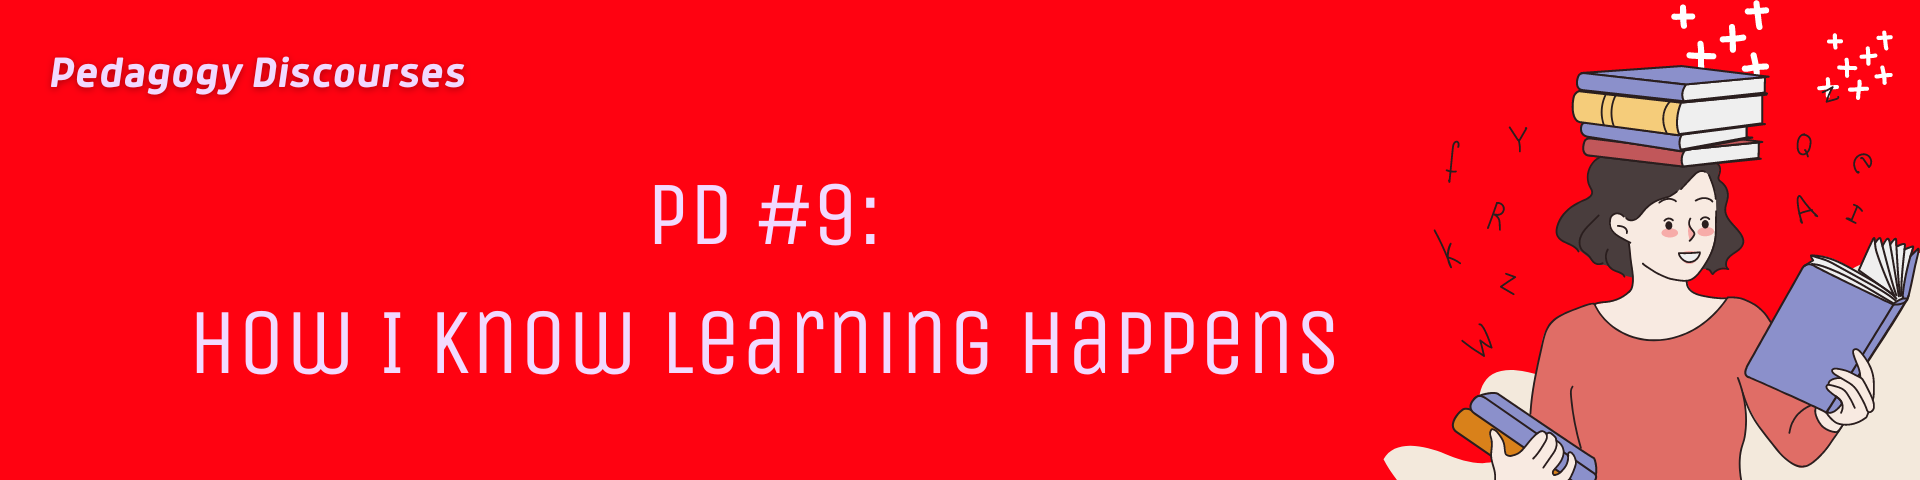 Pedagogy Discourses
PD #9:
How I Know Learning Happens
f
Y
R
K
Z
W
Z
Q
@
A
I